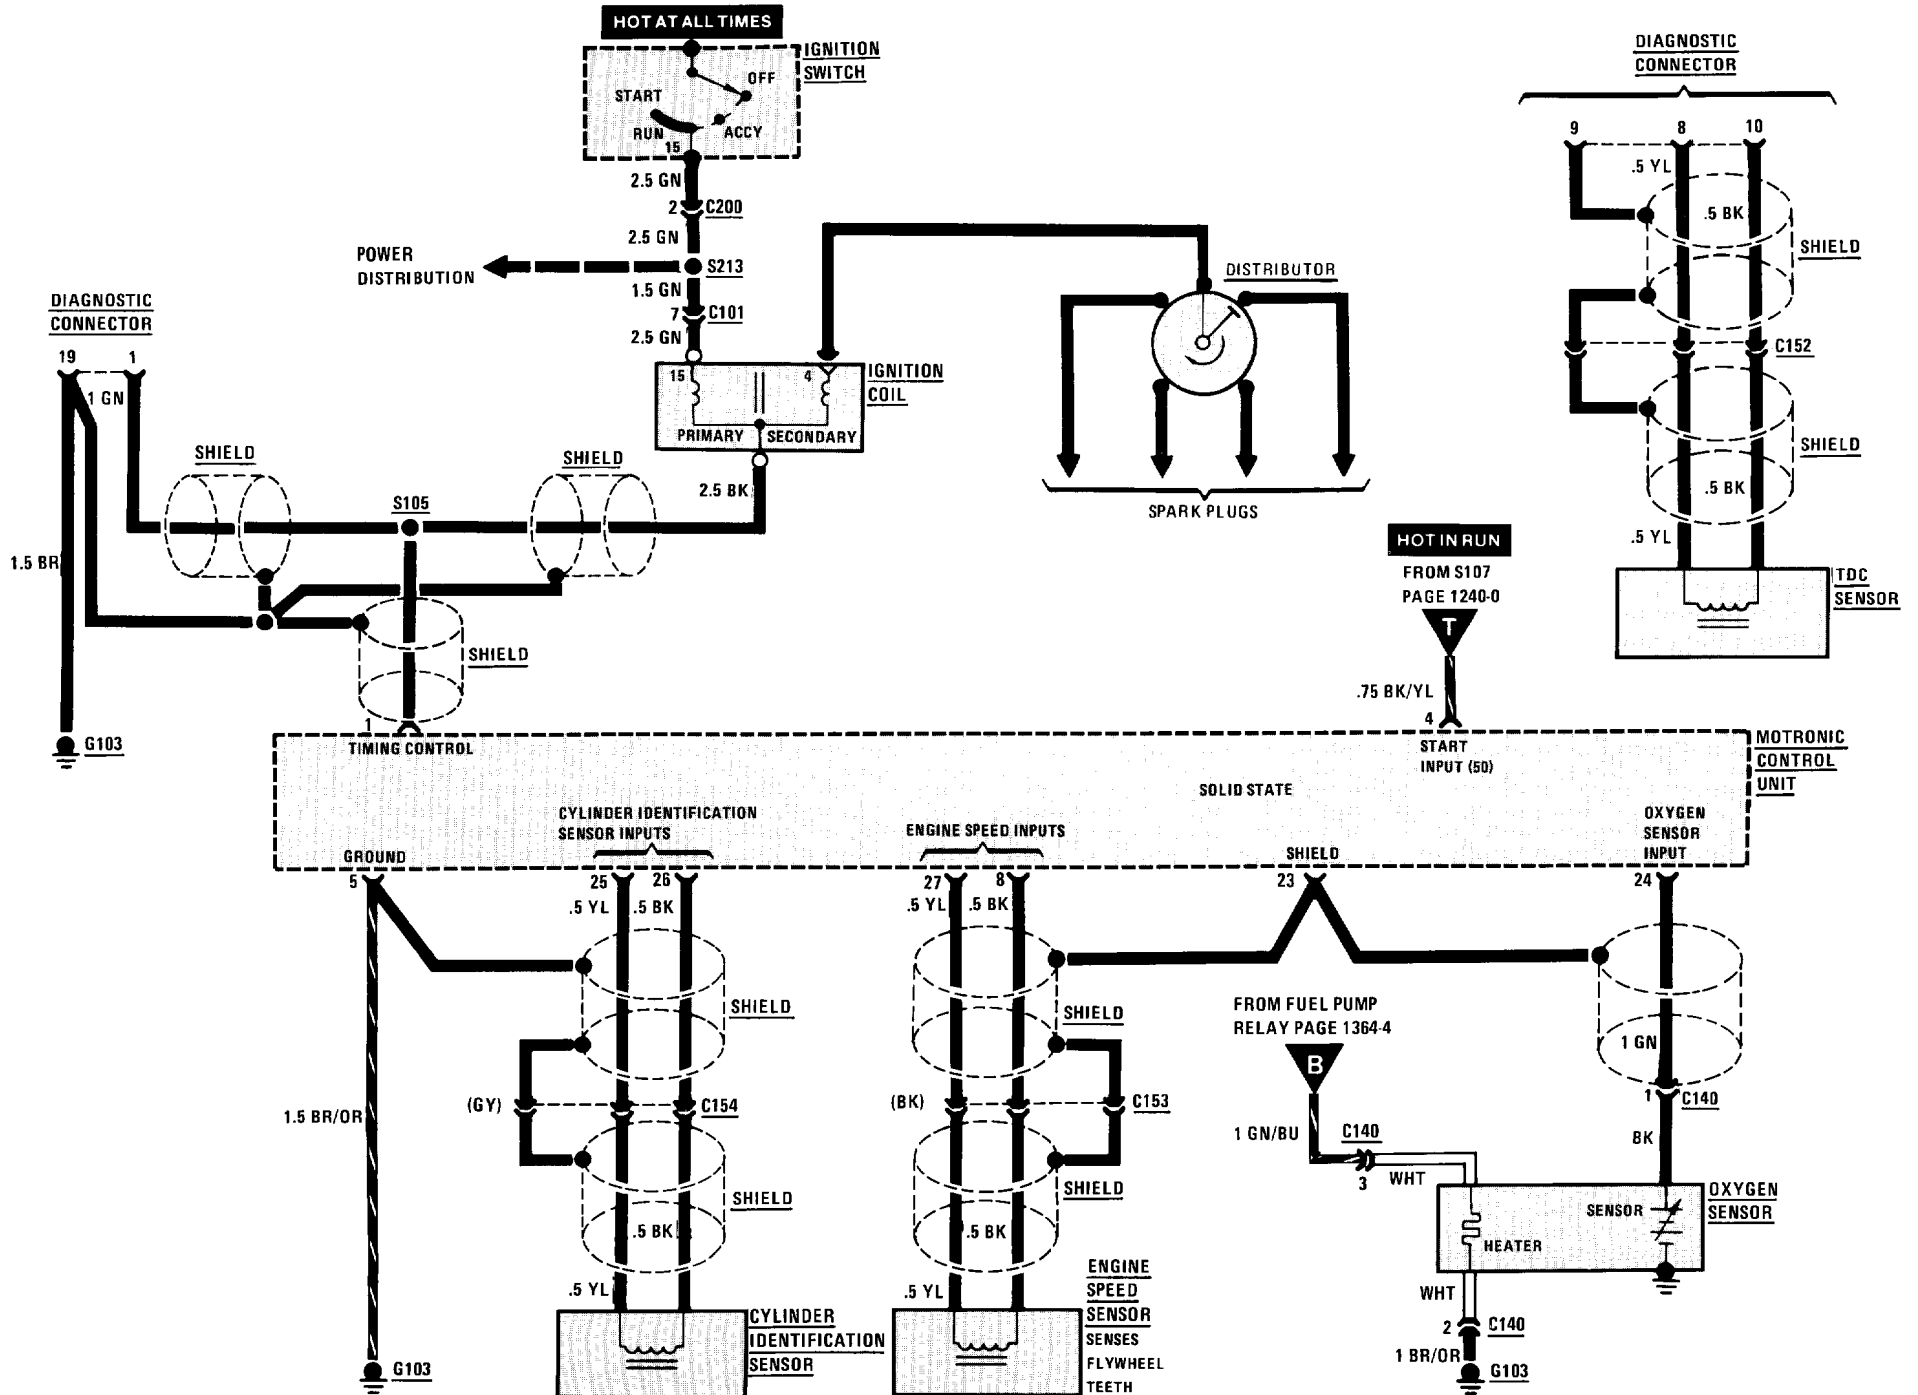 HOT AT ALL TIMES
IGNITION
SWITCH
OFF
START
RUN
ACCY
15
2.5 GN
2
C200
2.5 GN
POWER
DISTRIBUTION
S213
1.5 GN
7
C101
2.5 GN
15
4
IGNITION
COIL
PRIMARY
SECONDARY
2.5 BK
DISTRIBUTOR
SPARK PLUGS
DIAGNOSTIC
CONNECTOR
9
8
10
.5 YL
.5 BK
SHIELD
C152
SHIELD
.5 BK
.5 YL
TDC
SENSOR
DIAGNOSTIC
CONNECTOR
19
1
1 GN
SHIELD
SHIELD
S105
1.5 BR
SHIELD
G103
HOT IN RUN
FROM S107
PAGE 1240-0
T
.75 BK/YL
4
1
TIMING CONTROL
START
INPUT (50)
MOTRONIC
CONTROL
UNIT
SOLID STATE
CYLINDER IDENTIFICATION
SENSOR INPUTS
ENGINE SPEED INPUTS
OXYGEN
SENSOR
INPUT
GROUND
SHIELD
5
25
26
27
8
23
24
.5 YL
.5 BK
.5 YL
.5 BK
SHIELD
SHIELD
FROM FUEL PUMP
RELAY PAGE 1364-4
B
1 GN
1
C140
(GY)
C154
(BK)
C153
1.5 BR/OR
1 GN/BU
C140
3
WHT
BK
SHIELD
SHIELD
.5 BK
.5 BK
SENSOR
OXYGEN
SENSOR
HEATER
.5 YL
.5 YL
ENGINE
SPEED
SENSOR
SENSES
FLYWHEEL
TEETH
CYLINDER
IDENTIFICATION
SENSOR
WHT
2
C140
1 BR/OR
G103
G103